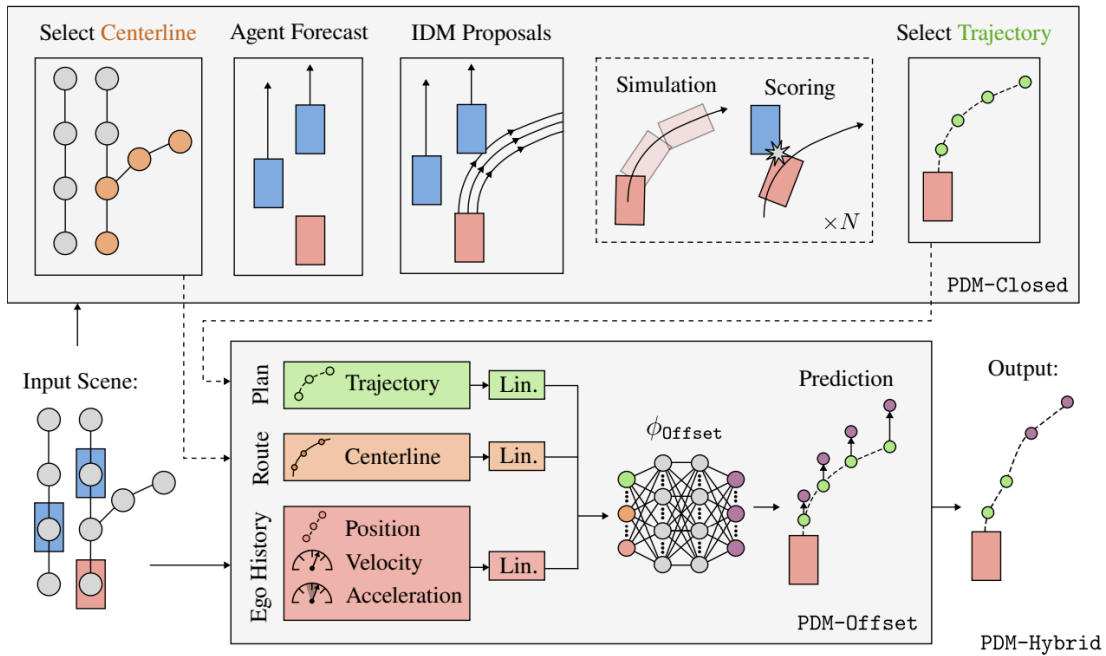 Select Centerline
Agent Forecast
IDM Proposals
Select Trajectory
Simulation
Scoring
×N
PDM-Closed
Input Scene:
Plan
Trajectory
Lin.
Route
Centerline
Lin.
Ego History
Position
Velocity
Acceleration
Lin.
ϕOffset
Prediction
PDM-Offset
Output:
PDM-Hybrid